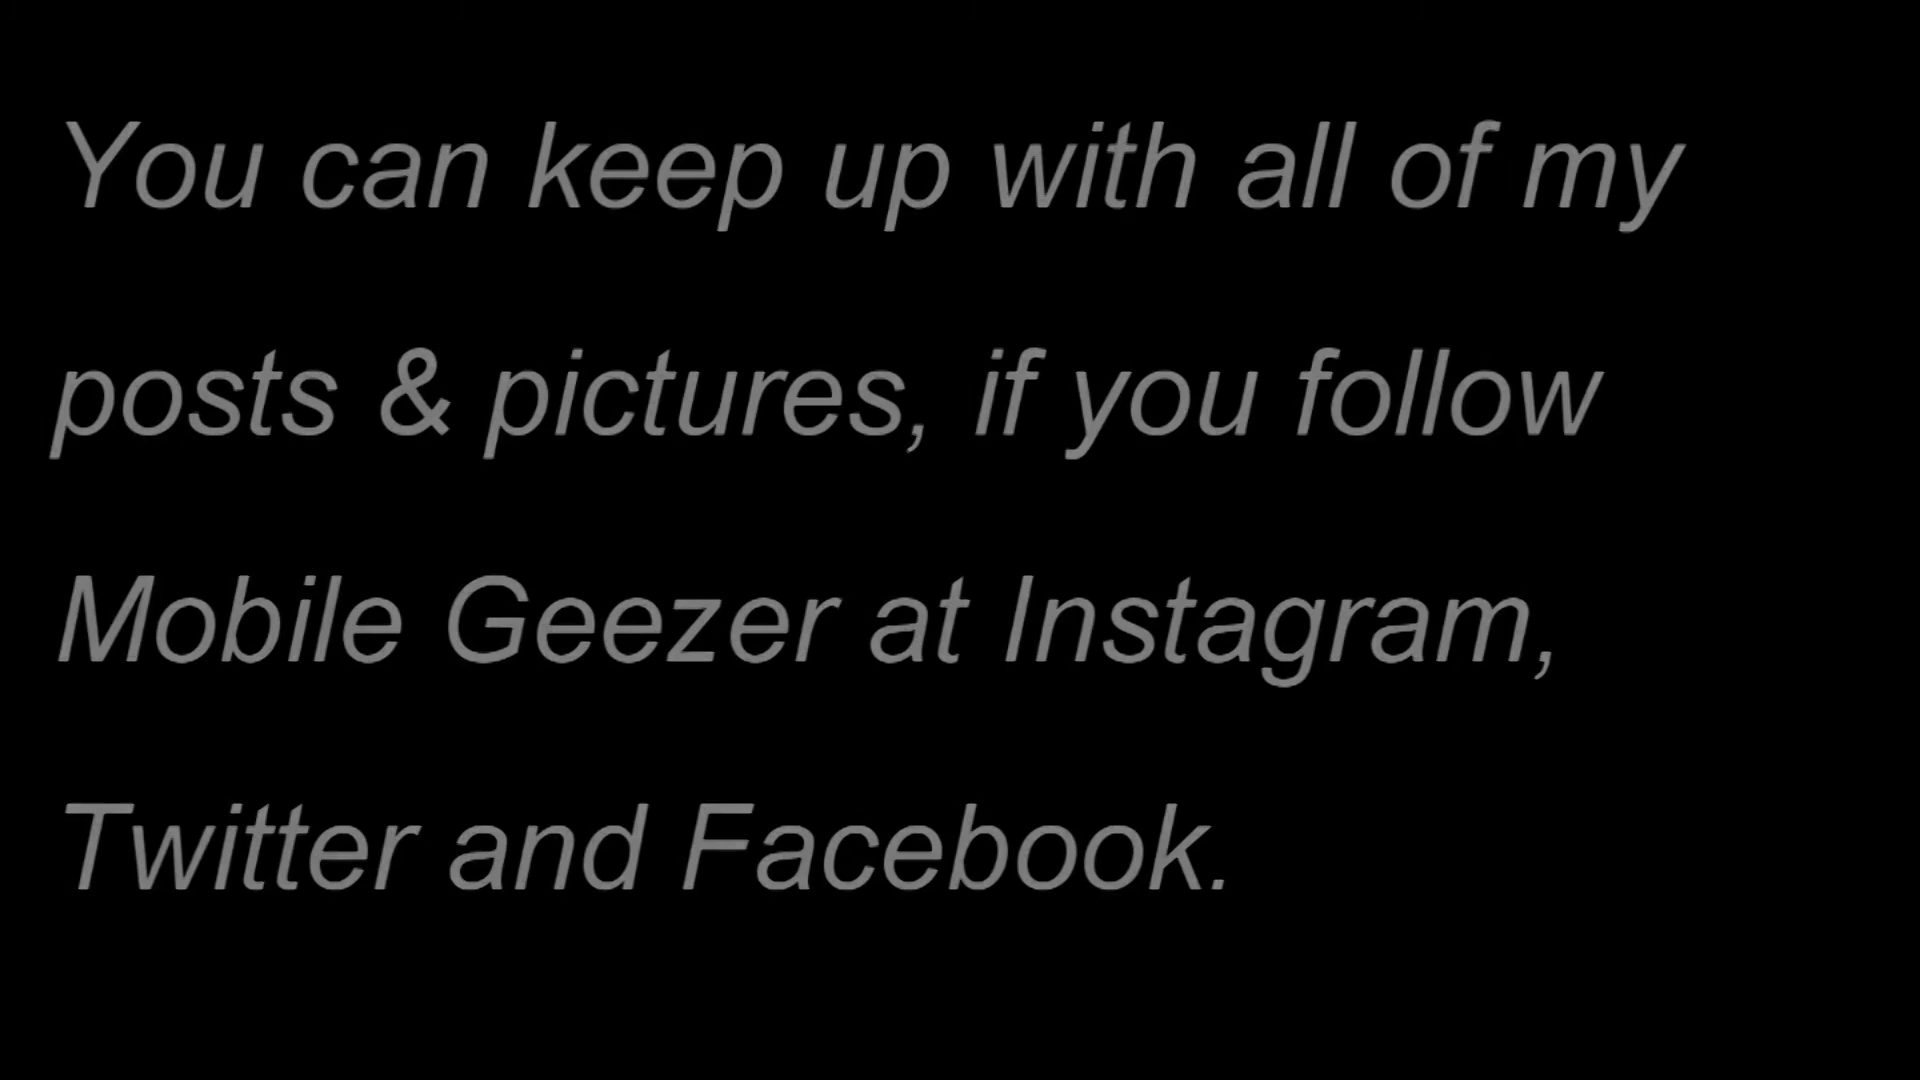 You can keep up with all of my
posts & pictures, if you follow
Mobile Geezer at Instagram,
Twitter and Facebook.